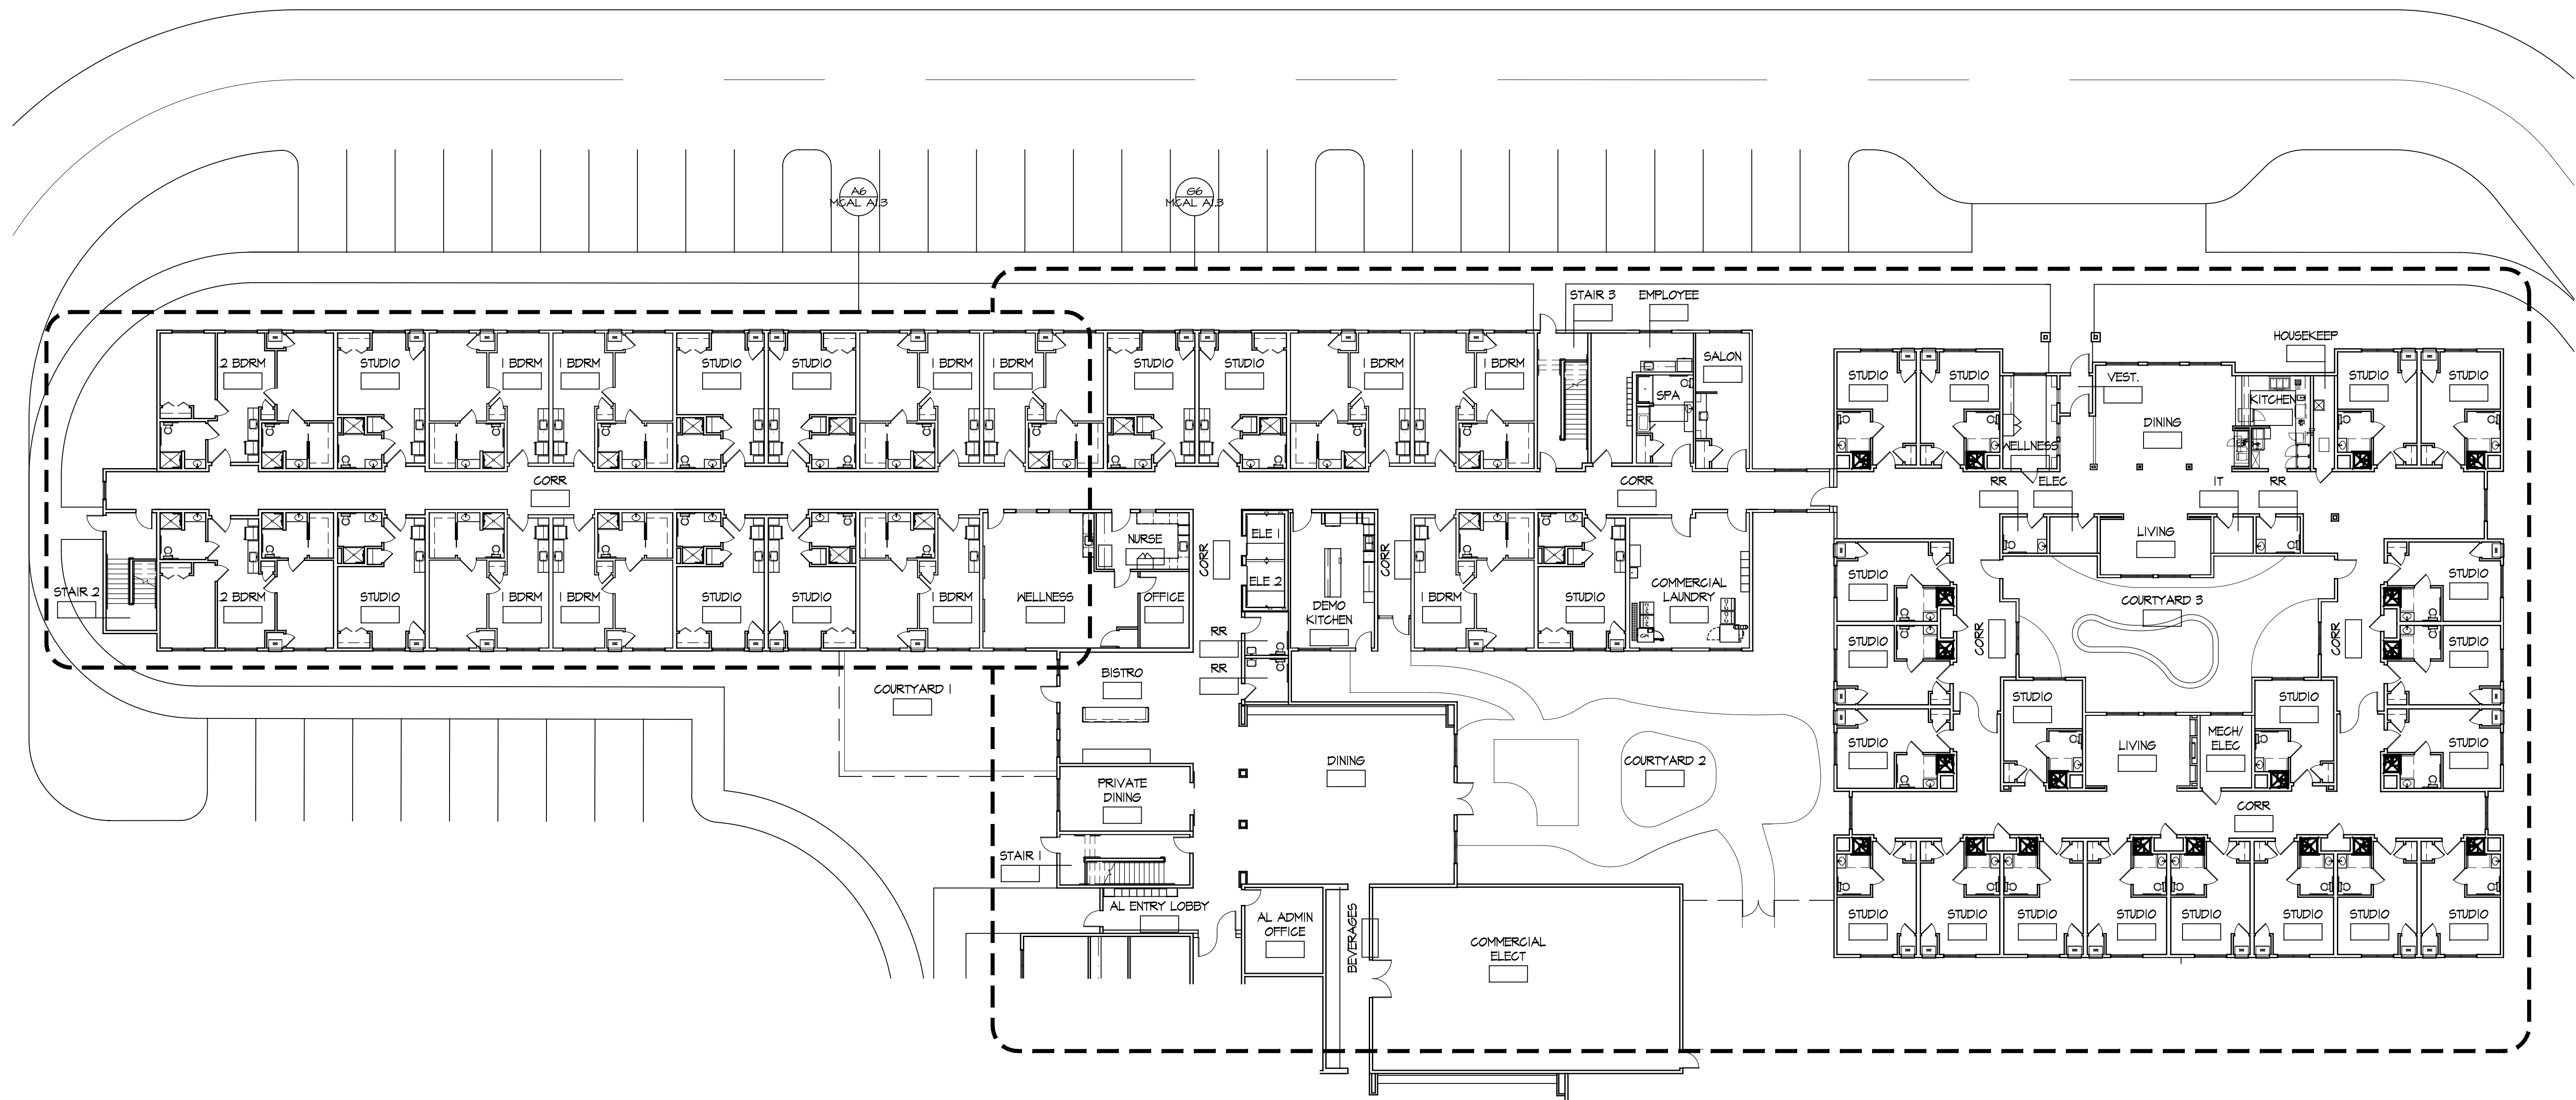 A6
MCAL A1.3
G6
MCAL A1.3
STAIR 3
EMPLOYEE
HOUSEKEEP
2 BDRM
STUDIO
1 BDRM
1 BDRM
STUDIO
STUDIO
1 BDRM
1 BDRM
STUDIO
STUDIO
1 BDRM
1 BDRM
SALON
SPA
STUDIO
STUDIO
VEST.
KITCHEN
STUDIO
STUDIO
DINING
WELLNESS
CORR
CORR
RR
ELEC
IT
RR
LIVING
NURSE
CORR
ELE 1
ELE 2
CORR
STAIR 2
2 BDRM
STUDIO
1 BDRM
1 BDRM
STUDIO
STUDIO
1 BDRM
WELLNESS
OFFICE
DEMO
KITCHEN
1 BDRM
STUDIO
COMMERCIAL
LAUNDRY
STUDIO
STUDIO
COURTYARD 3
RR
RR
STUDIO
CORR
CORR
STUDIO
BISTRO
COURTYARD 1
STUDIO
STUDIO
STUDIO
LIVING
MECH/
ELEC
STUDIO
PRIVATE
DINING
DINING
COURTYARD 2
CORR
STAIR 1
AL ENTRY LOBBY
AL ADMIN
OFFICE
BEVERAGES
COMMERCIAL
ELECT
STUDIO
STUDIO
STUDIO
STUDIO
STUDIO
STUDIO
STUDIO
STUDIO